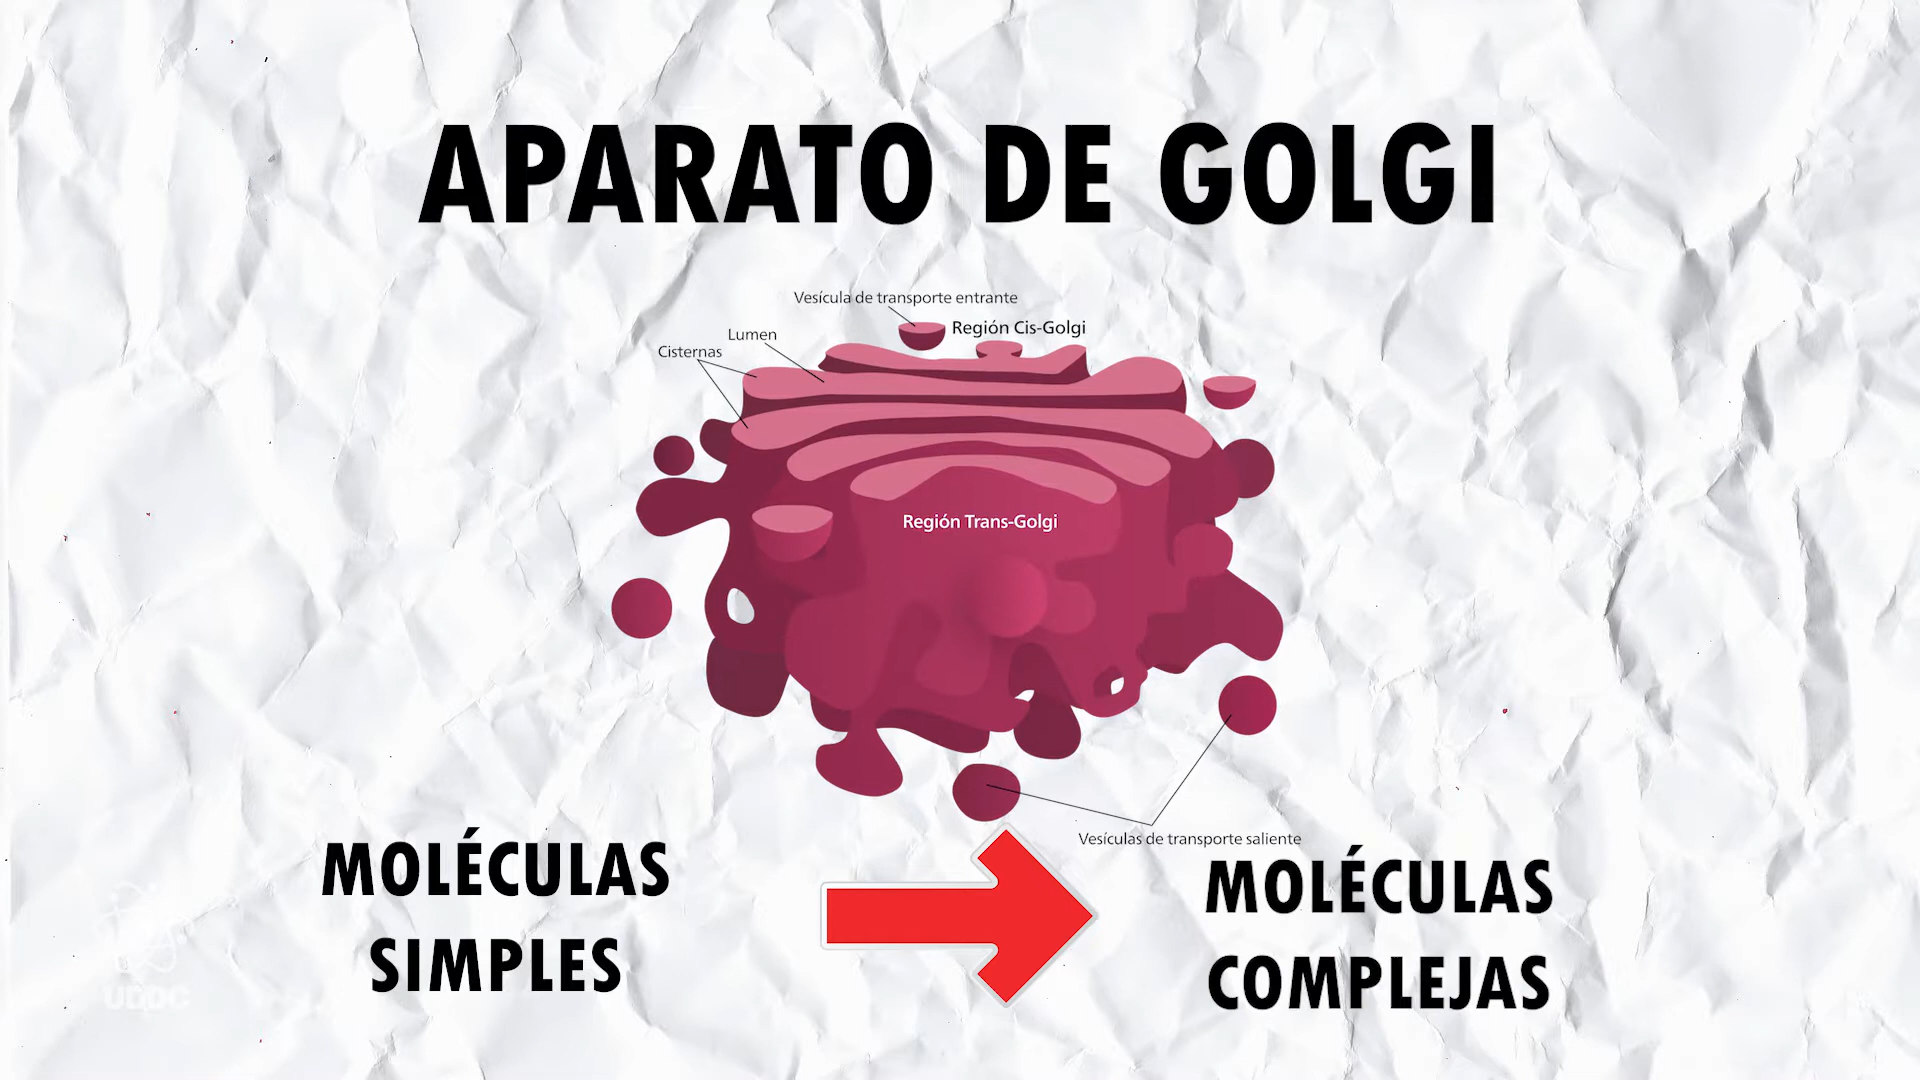 APARATO DE GOLGI
Vesícula de transporte entrante
Región Cis-Golgi
Lumen
Cisternas
Región Trans-Golgi
Vesículas de transporte saliente
MOLÉCULAS
SIMPLES
MOLÉCULAS
COMPLEJAS